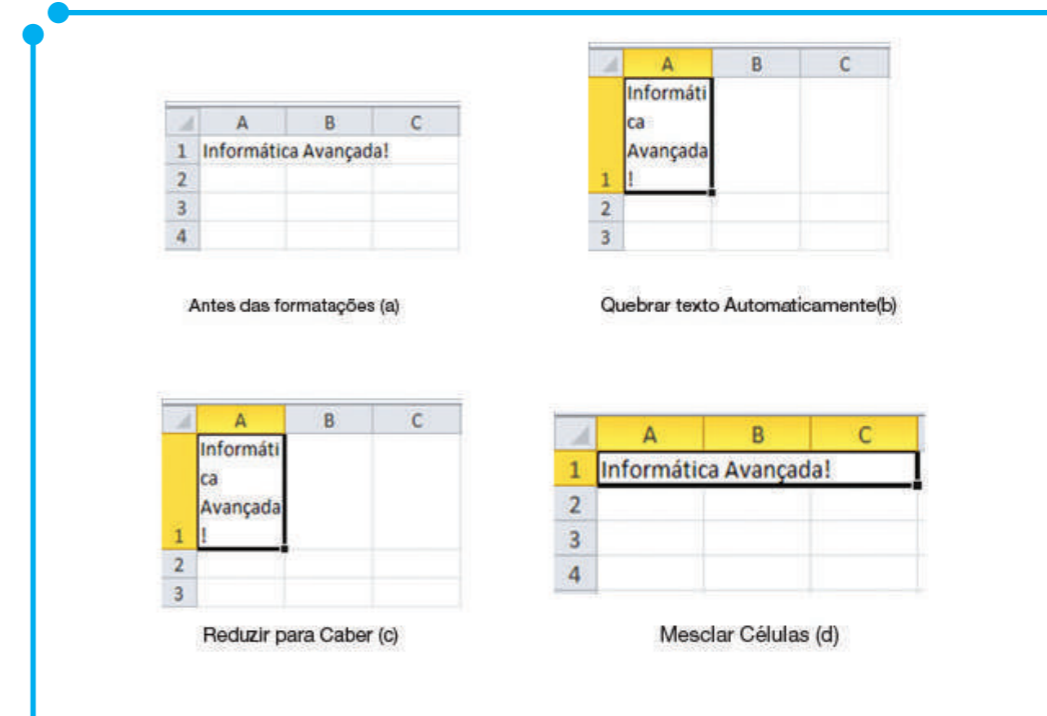 A B C
1 Informática Avançada!
2
3
4
Antes das formatações (a)
A B C
Informáti
ca
Avançada
1 !
2
3
Quebrar texto Automaticamente(b)
A B C
Informáti
ca
Avançada
1 !
2
3
Reduzir para Caber (c)
A B C
1 Informática Avançada!
2
3
4
Mesclar Células (d)